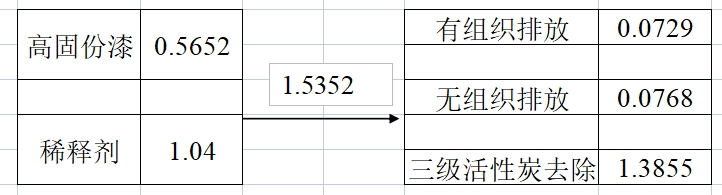 高固份漆 0.5652
稀释剂 1.04
1.5352
有组织排放 0.0729
无组织排放 0.0768
三级活性炭去除 1.3855